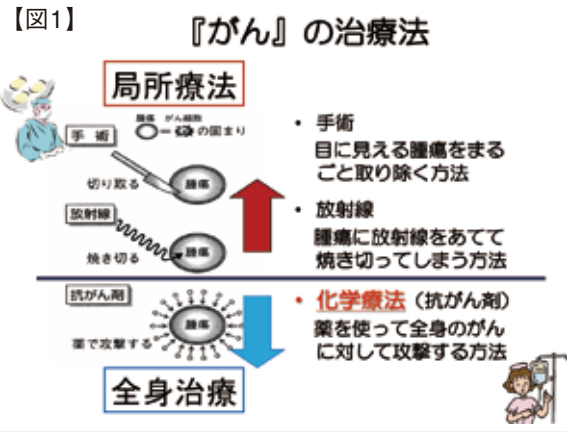 【図1】
『がん』の治療法
局所療法
手術
腫瘍 がん細胞
＝ の固まり
切り取る
腫瘍
放射線
焼き切る
腫瘍
・ 手術
目に見える腫瘍をまる
ごと取り除く方法
・ 放射線
腫瘍に放射線をあてて
焼き切ってしまう方法
抗がん剤
薬で攻撃する
腫瘍
全身治療
・ 化学療法（抗がん剤）
薬を使って全身のがん
に対して攻撃する方法